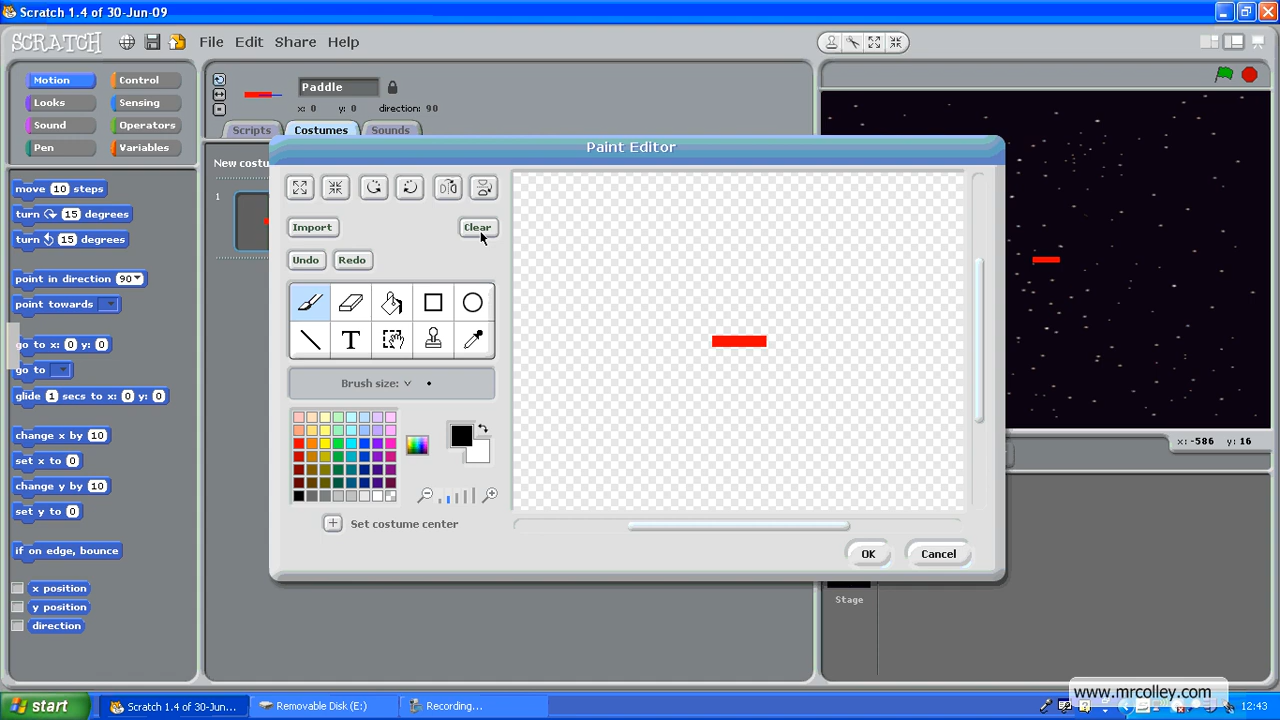 Scratch 1.4 of 30-Jun-09
SCRATCH File Edit Share Help
Motion Control
Looks Sensing
Sound Operators
Pen Variables
Paddle
x: 0 y: 0 direction: 90
Scripts Costumes Sounds
New costu
1
move 10 steps
turn 15 degrees
turn 15 degrees
point in direction 90
point towards
go to x: 0 y: 0
go to
glide 1 secs to x: 0 y: 0
change x by 10
set x to 0
change y by 10
set y to 0
if on edge, bounce
x position
y position
direction
Paint Editor
Import Clear
Undo Redo
T
Brush size:
Set costume center
OK Cancel
x: -586 y: 16
Stage
www.mrcolley.com
start Scratch 1.4 of 30-Jun... Removable Disk (E:) Recording... 12:43